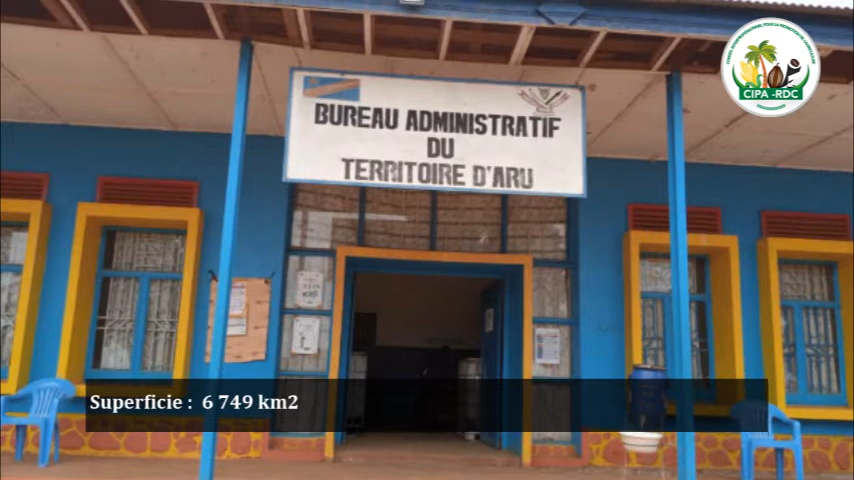 BUREAU ADMINISTRATIF
DU
TERRITOIRE D'ARU
CIPA -RDC
Superficie : 6 749 km2